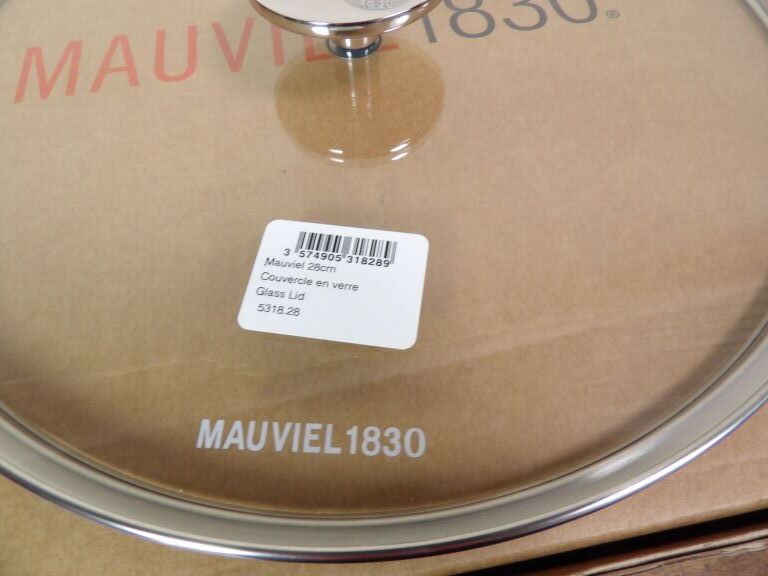 MAUVIEL1830®
3 574905 318289
Mauviel 28cm
Couvercle en verre
Glass Lid
5318.28
MAUVIEL1830